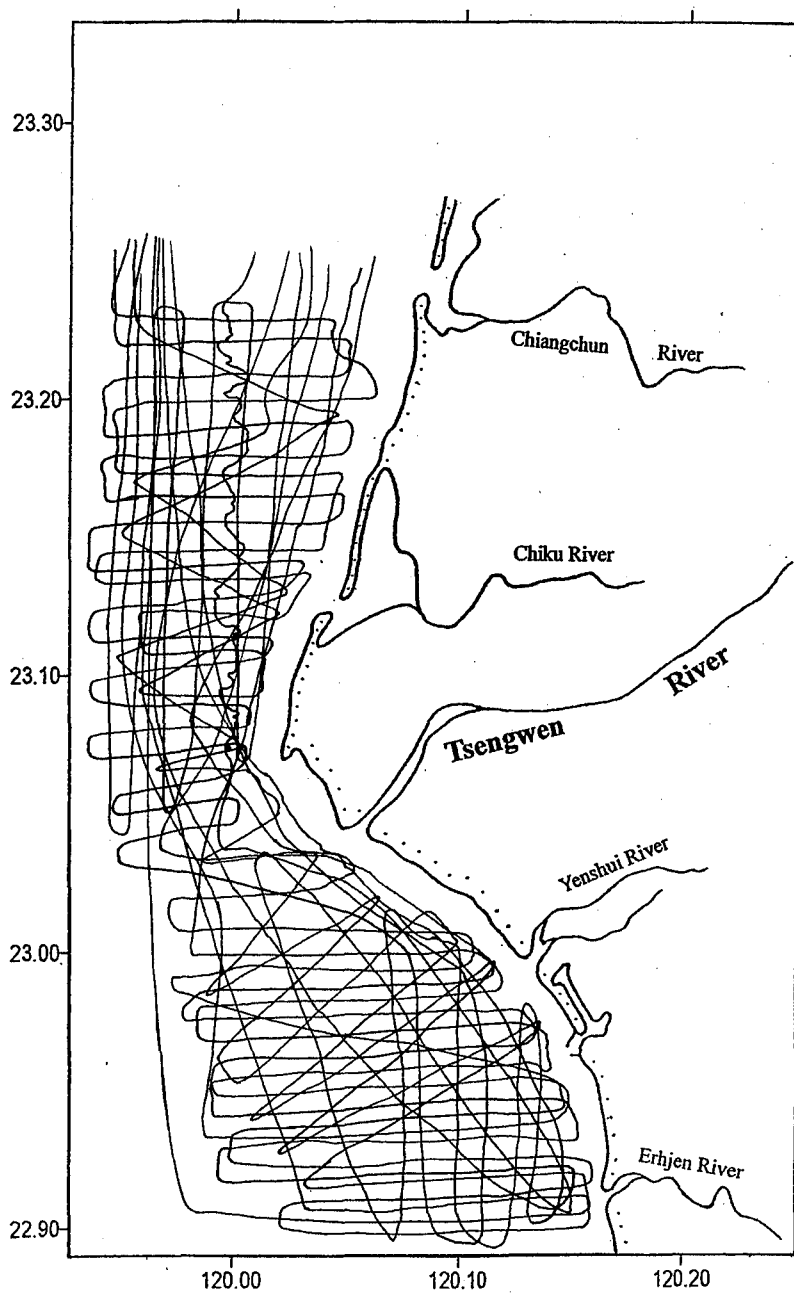 23.30
Chiangchun River
23.20
Chiku River
23.10
River
Tsengwen
Yenshui River
23.00
Erhjen River
22.90
120.00 120.10 120.20